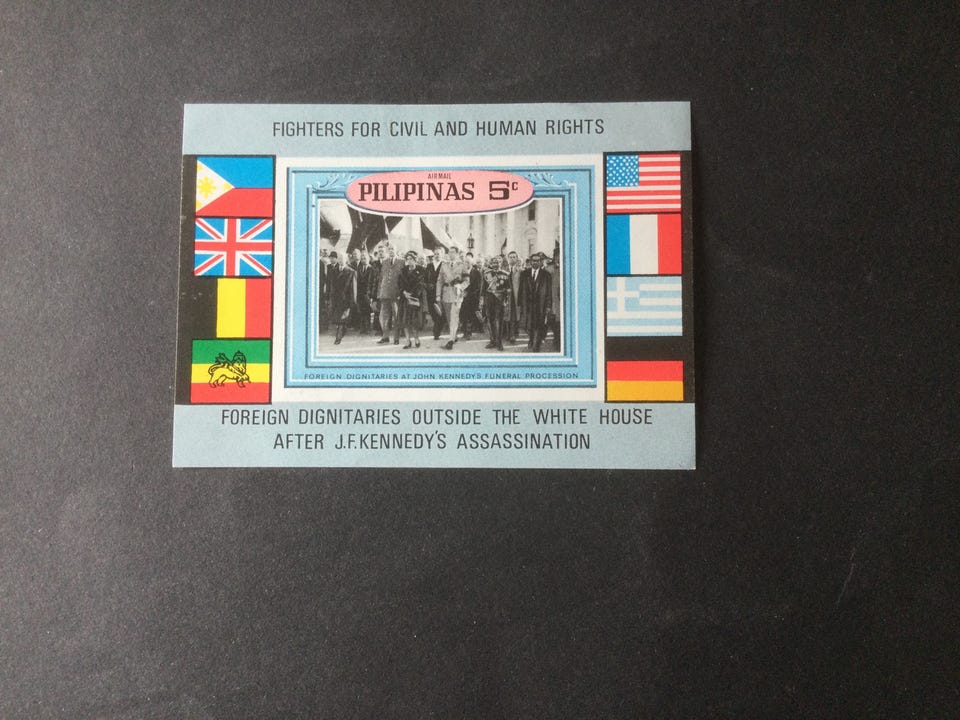 FIGHTERS FOR CIVIL AND HUMAN RIGHTS
AIRMAIL
PILIPINAS 5c
FOREIGN DIGNITARIES AT JOHN KENNEDY'S FUNERAL PROCESSION
FOREIGN DIGNITARIES OUTSIDE THE WHITE HOUSE
AFTER J.F.KENNEDY'S ASSASSINATION